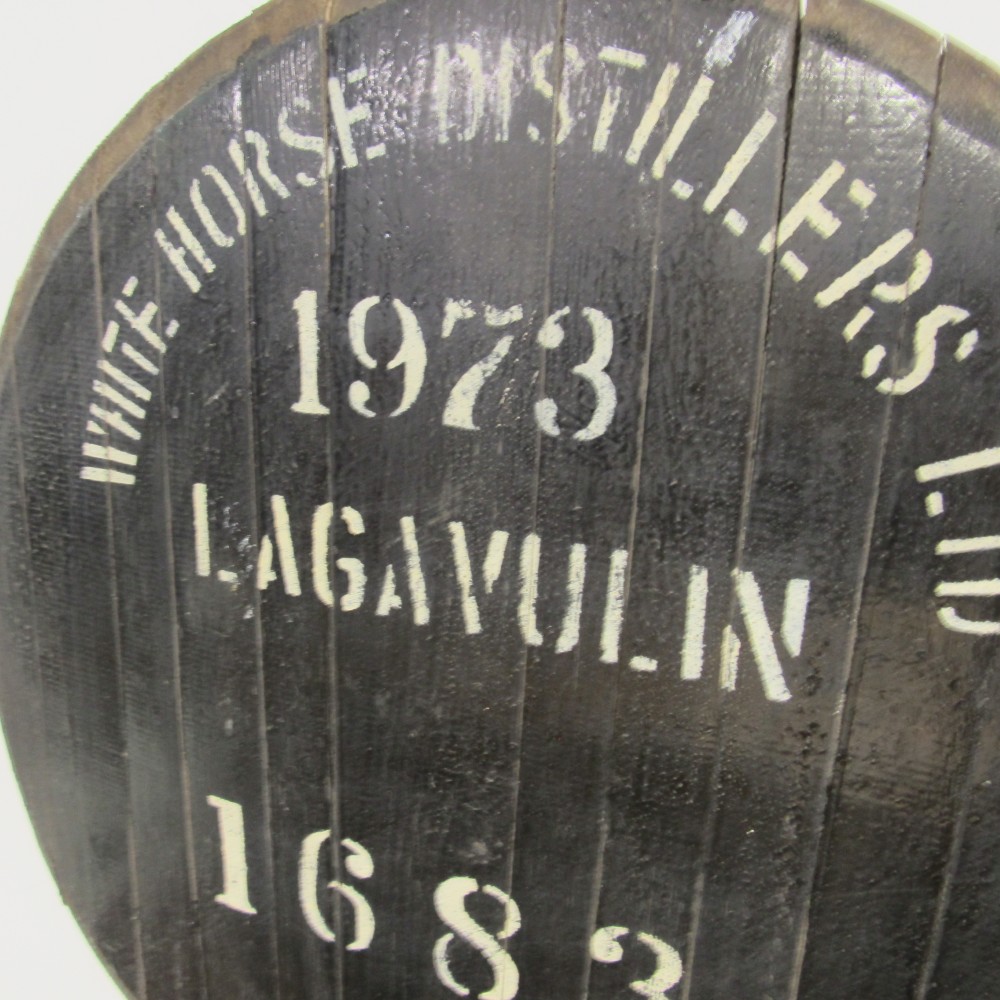 WHITE HORSE DISTILLERS LTD
1973
LAGAVULIN
1683